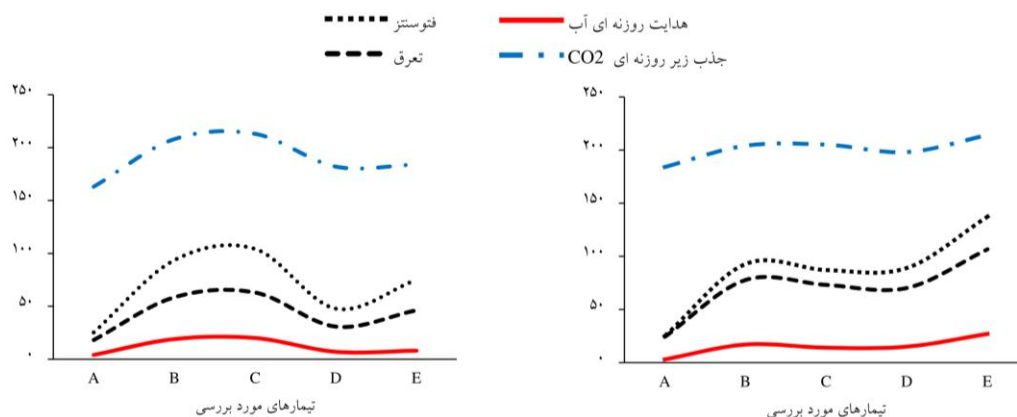 فتوسنتز
هدایت روزنه ای آب
تعرق
جذب زیر روزنه ای CO2
۲۵۰
۲۰۰
۱۵۰
۱۰۰
۵۰
۰
A B C D E
تیمارهای مورد بررسی
۲۵۰
۲۰۰
۱۵۰
۱۰۰
۵۰
۰
A B C D E
تیمارهای مورد بررسی